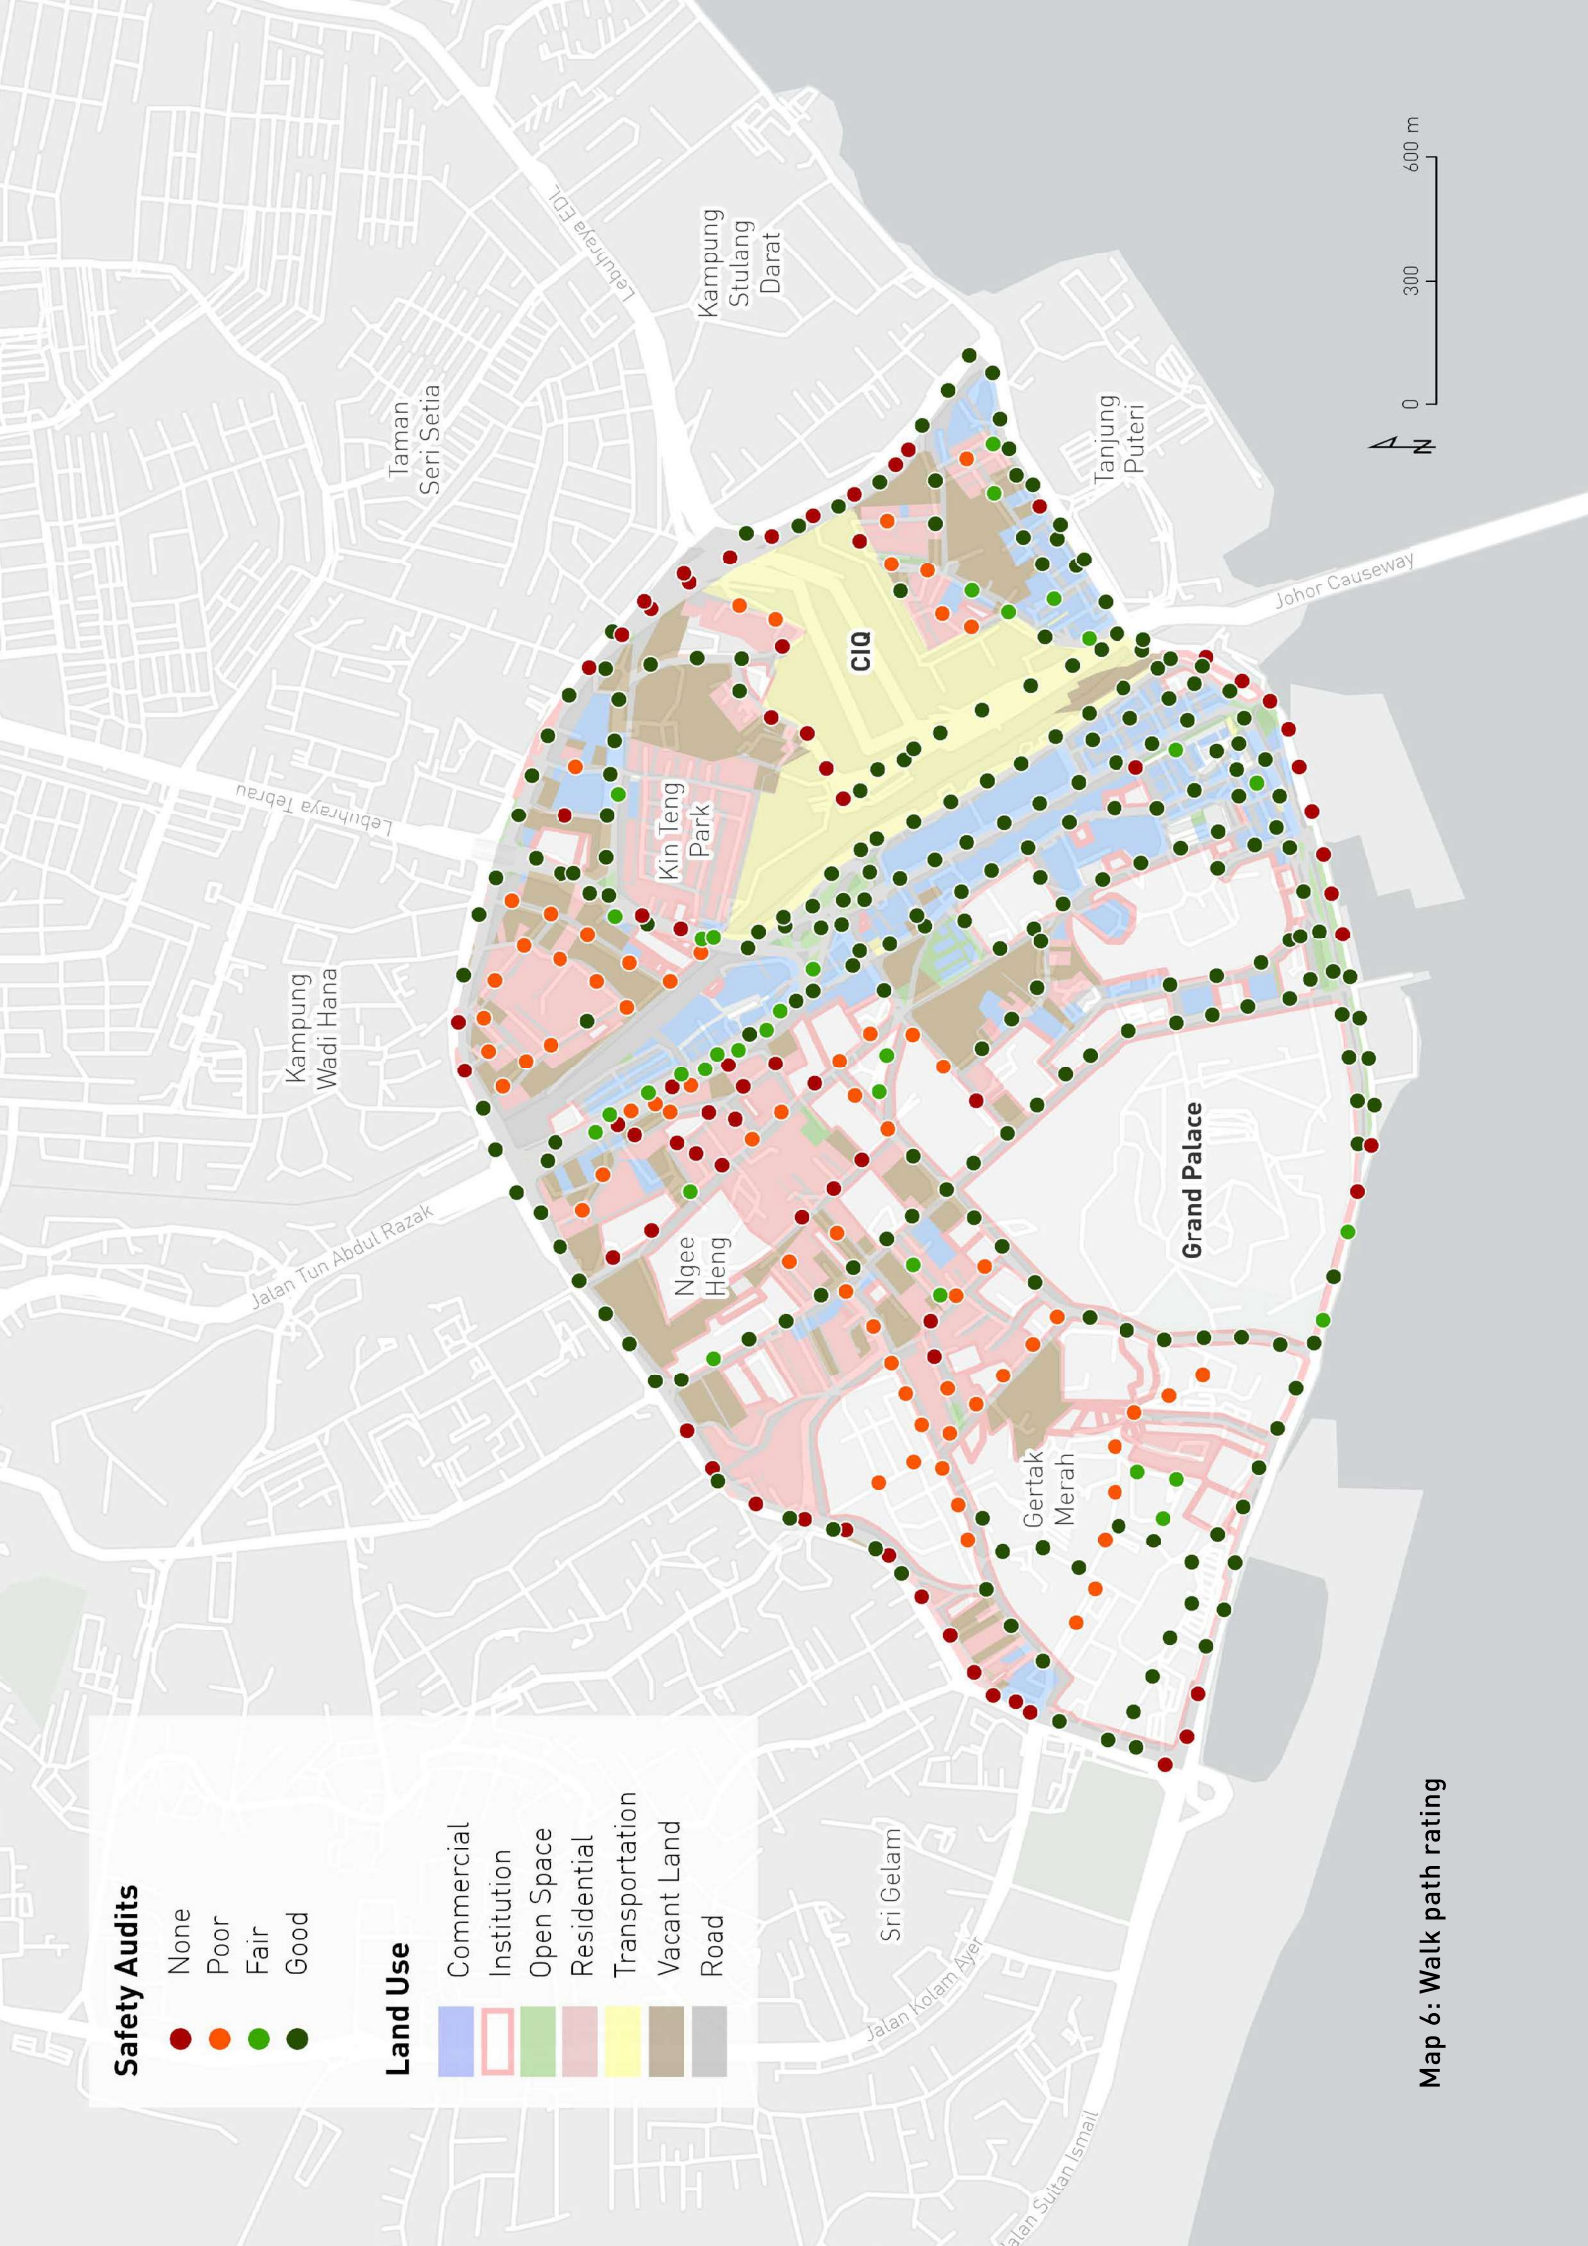 Safety Audits
None
Poor
Fair
Good
Land Use
Commercial
Institution
Open Space
Residential
Transportation
Vacant Land
Road
Kampung
Wadi Hana
Taman
Seri Setia
Kampung
Stulang
Darat
Lebuhraya EDL
Lebuhraya Tebrau
Jalan Tun Abdul Razak
Kin Teng
Park
CIQ
Tanjung
Puteri
Johor Causeway
Ngee
Heng
Grand Palace
Gertak
Merah
Sri Gelam
Jalan Kolam Ayer
Jalan Sultan Ismail
N
0 300 600 m
Map 6: Walk path rating